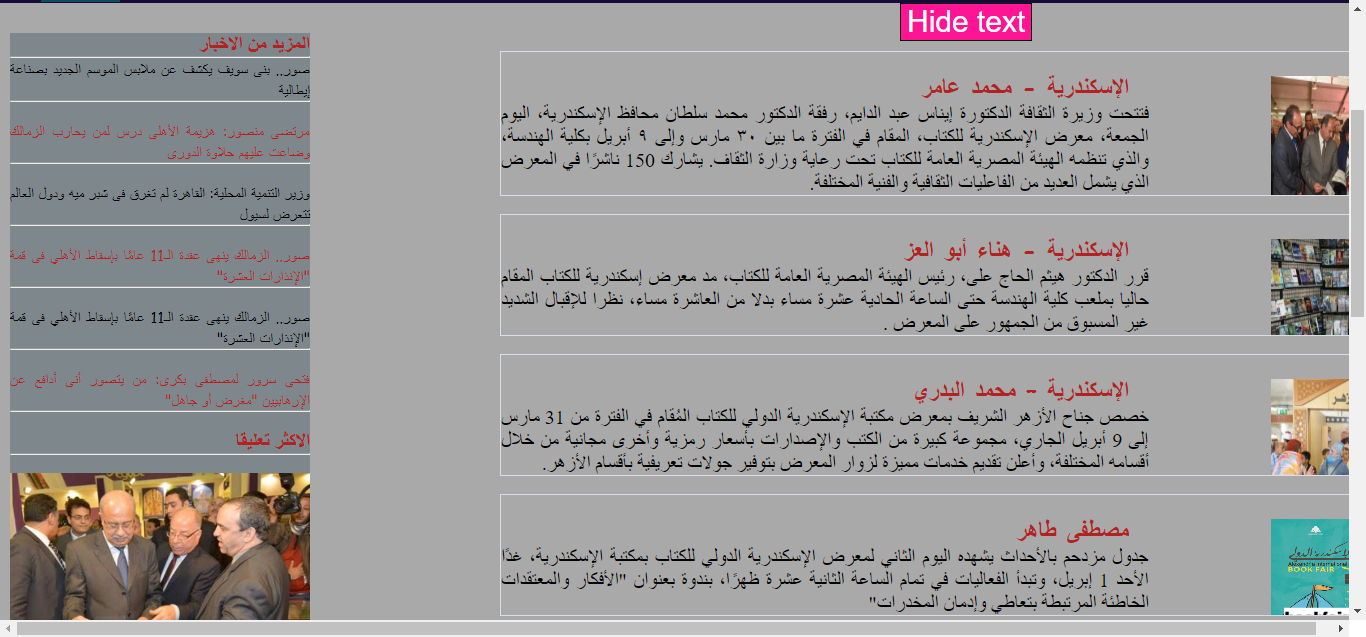 Hide text
الإسكندرية - محمد عامر
فتتحت وزيرة الثقافة الدكتورة إيناس عبد الدايم، رفقة الدكتور محمد سلطان محافظ الإسكندرية، اليوم
الجمعة، معرض الإسكندرية للكتاب، المقام في الفترة ما بين ٣٠ مارس وإلى ٩ أبريل بكلية الهندسة،
والذي تنظمه الهيئة المصرية العامة للكتاب تحت رعاية وزارة الثقاف. يشارك 150 ناشرًا في المعرض
الذي يشمل العديد من الفاعليات الثقافية والفنية المختلفة.
الإسكندرية - هناء أبو العز
قرر الدكتور هيثم الحاج على، رئيس الهيئة المصرية العامة للكتاب، مد معرض إسكندرية للكتاب المقام
حاليا بملعب كلية الهندسة حتى الساعة الحادية عشرة مساء بدلا من العاشرة مساء، نظرا للإقبال الشديد
غير المسبوق من الجمهور على المعرض .
الإسكندرية – محمد البدري
خصص جناح الأزهر الشريف بمعرض مكتبة الإسكندرية الدولي للكتاب المُقام في الفترة من 31 مارس
إلى 9 أبريل الجاري، مجموعة كبيرة من الكتب والإصدارات بأسعار رمزية وأخرى مجانية من خلال
أقسامه المختلفة، وأعلن تقديم خدمات مميزة لزوار المعرض بتوفير جولات تعريفية بأقسام الأزهر.
مصطفى طاهر
جدول مزدحم بالأحداث يشهده اليوم الثاني لمعرض الإسكندرية الدولي للكتاب بمكتبة الإسكندرية، غدًا
الأحد 1 إبريل، وتبدأ الفعاليات في تمام الساعة الثانية عشرة ظهرًا، بندوة بعنوان "الأفكار والمعتقدات
الخاطئة المرتبطة بتعاطي وإدمان المخدرات"
Alexandria International
BOOK FAIR
المزيد من الاخبار
صور.. بنى سويف يكشف عن ملابس الموسم الجديد بصناعة
إيطالية
مرتضى منصور: هزيمة الأهلى درس لمن يحارب الزمالك
وضاعت عليهم حلاوة الدورى
وزير التنمية المحلية: القاهرة لم تغرق فى شبر ميه ودول العالم
تتعرض لسيول
صور.. الزمالك ينهى عقدة الـ11 عامًا بإسقاط الأهلي فى قمة
"الإنذارات العشرة"
صور.. الزمالك ينهى عقدة الـ11 عامًا بإسقاط الأهلي فى قمة
"الإنذارات العشرة"
فتحى سرور لمصطفى بكرى: من يتصور أنى أدافع عن
الإرهابيين "مغرض أو جاهل"
الاكثر تعليقا